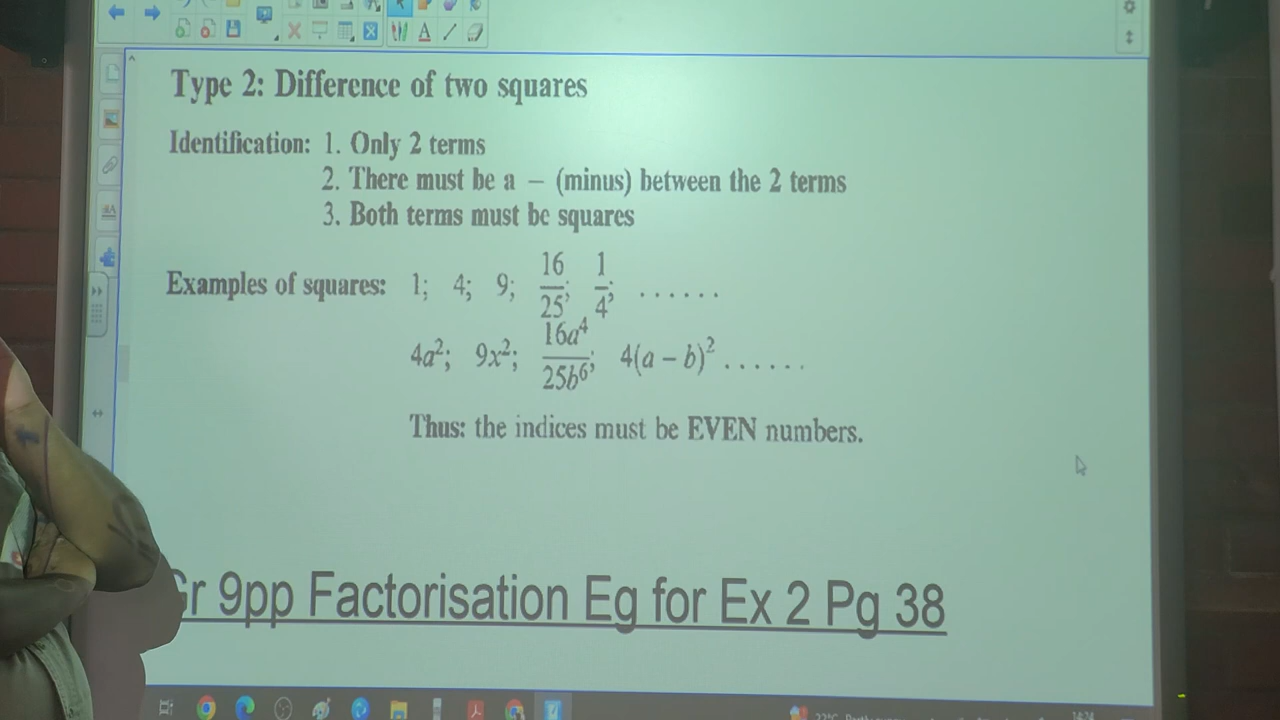 Type 2: Difference of two squares
Identification: 1. Only 2 terms
2. There must be a − (minus) between the 2 terms
3. Both terms must be squares
Examples of squares: 1; 4; 9; 16/25; 1/4; ......
4a²; 9x²; 16a⁴/25b⁶; 4(a − b)² ......
Thus: the indices must be EVEN numbers.
Gr 9pp Factorisation Eg for Ex 2 Pg 38
22°C